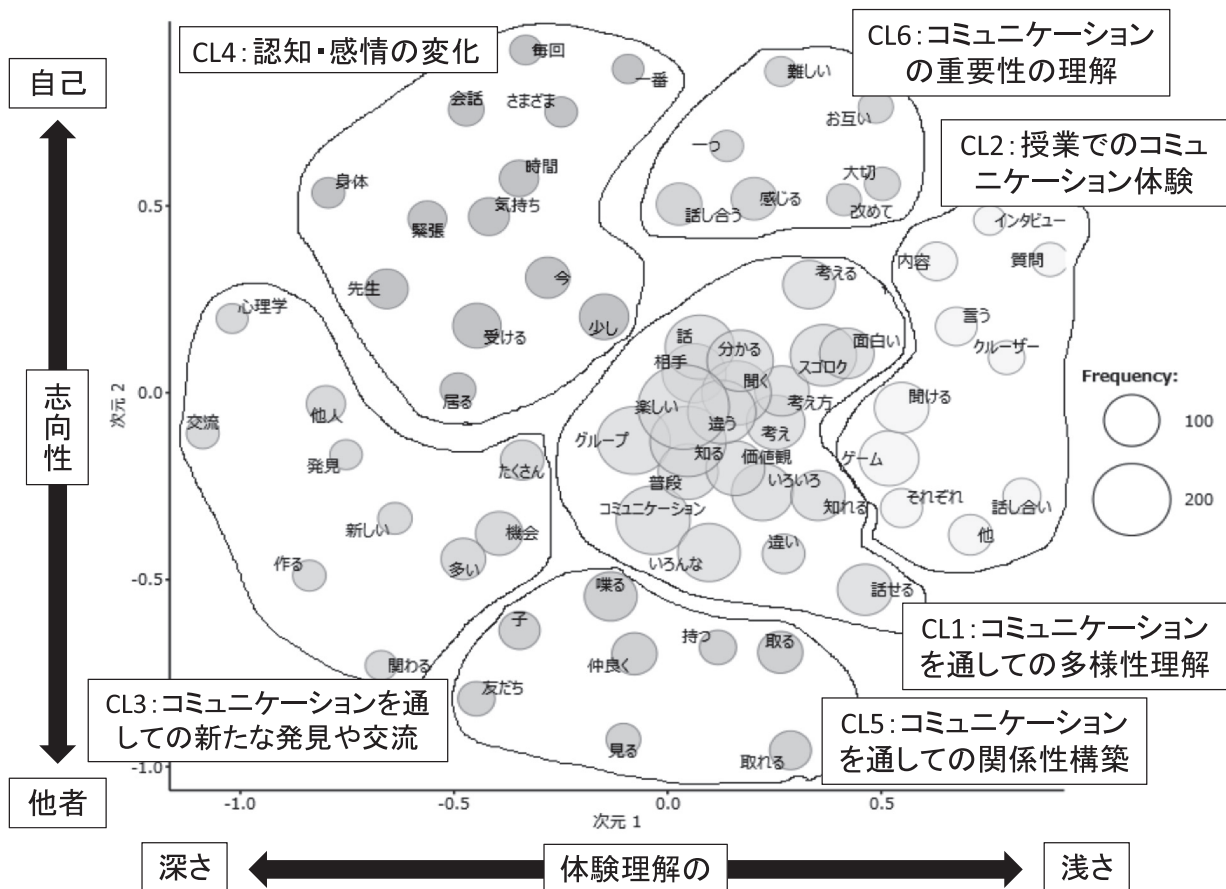 CL4：認知・感情の変化
CL6：コミュニケーション
の重要性の理解
CL2：授業でのコミュ
ニケーション体験
自己
志向性
他者
次元 2
0.5
0.0
-0.5
-1.0
毎回
一番
会話
さまざま
時間
身体
気持ち
緊張
先生
今
受ける
少し
居る
難しい
お互い
一つ
大切
話し合う
感じる
改めて
インタビュー
内容
質問
言う
クルーザー
聞ける
ゲーム
それぞれ
話し合い
他
考える
話
分かる
面白い
相手
スゴロク
聞く
楽しい
考え方
違う
考え
グループ
知る
価値観
普段
いろいろ
知れる
コミュニケーション
違い
いろんな
話せる
心理学
他人
交流
発見
たくさん
新しい
機会
作る
多い
関わる
喋る
子
持つ
取る
仲良く
友だち
見る
取れる
Frequency:
100
200
CL1：コミュニケーション
を通しての多様性理解
CL3：コミュニケーションを通
しての新たな発見や交流
CL5：コミュニケーション
を通しての関係性構築
-1.0
-0.5
0.0
0.5
次元 1
深さ
体験理解の
浅さ